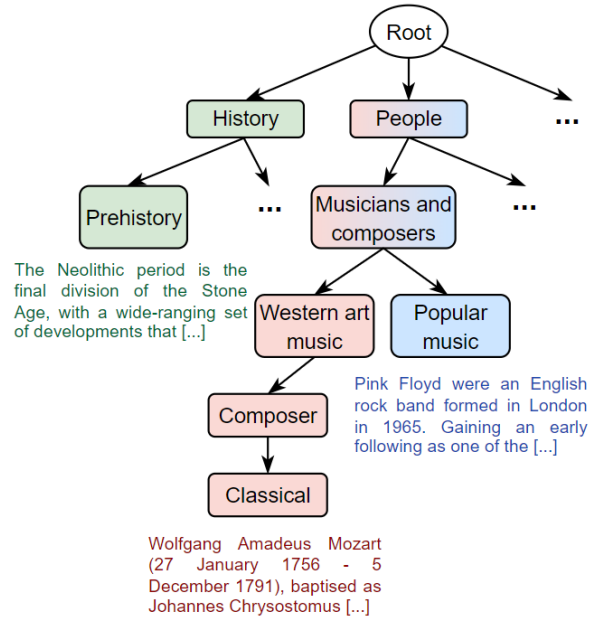 Root
History
People
...
Prehistory
...
Musicians and
composers
...
The Neolithic period is the
final division of the Stone
Age, with a wide-ranging set
of developments that [...]
Western art
music
Popular
music
Pink Floyd were an English
rock band formed in London
in 1965. Gaining an early
following as one of the [...]
Composer
Classical
Wolfgang Amadeus Mozart
(27 January 1756 - 5
December 1791), baptised as
Johannes Chrysostomus [...]